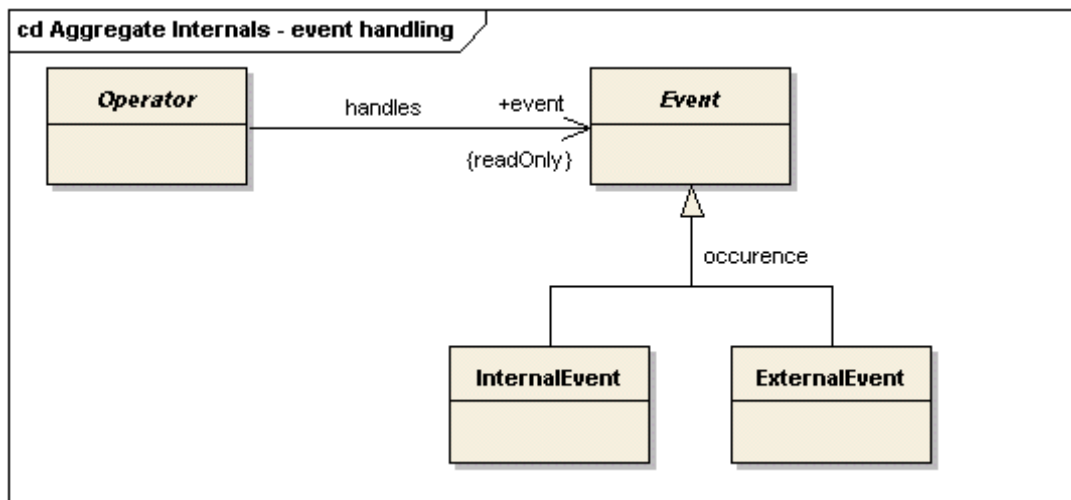 cd Aggregate Internals - event handling
Operator
handles
+event
{readOnly}
Event
occurence
InternalEvent
ExternalEvent